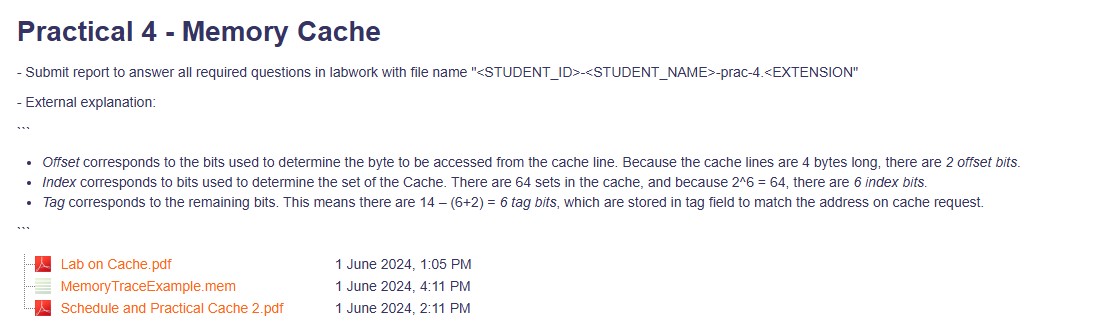 Practical 4 - Memory Cache
- Submit report to answer all required questions in labwork with file name "<STUDENT_ID>-<STUDENT_NAME>-prac-4.<EXTENSION"
- External explanation:
```
• Offset corresponds to the bits used to determine the byte to be accessed from the cache line. Because the cache lines are 4 bytes long, there are 2 offset bits.
• Index corresponds to bits used to determine the set of the Cache. There are 64 sets in the cache, and because 2^6 = 64, there are 6 index bits.
• Tag corresponds to the remaining bits. This means there are 14 – (6+2) = 6 tag bits, which are stored in tag field to match the address on cache request.
```
Lab on Cache.pdf 1 June 2024, 1:05 PM
MemoryTraceExample.mem 1 June 2024, 4:11 PM
Schedule and Practical Cache 2.pdf 1 June 2024, 2:11 PM